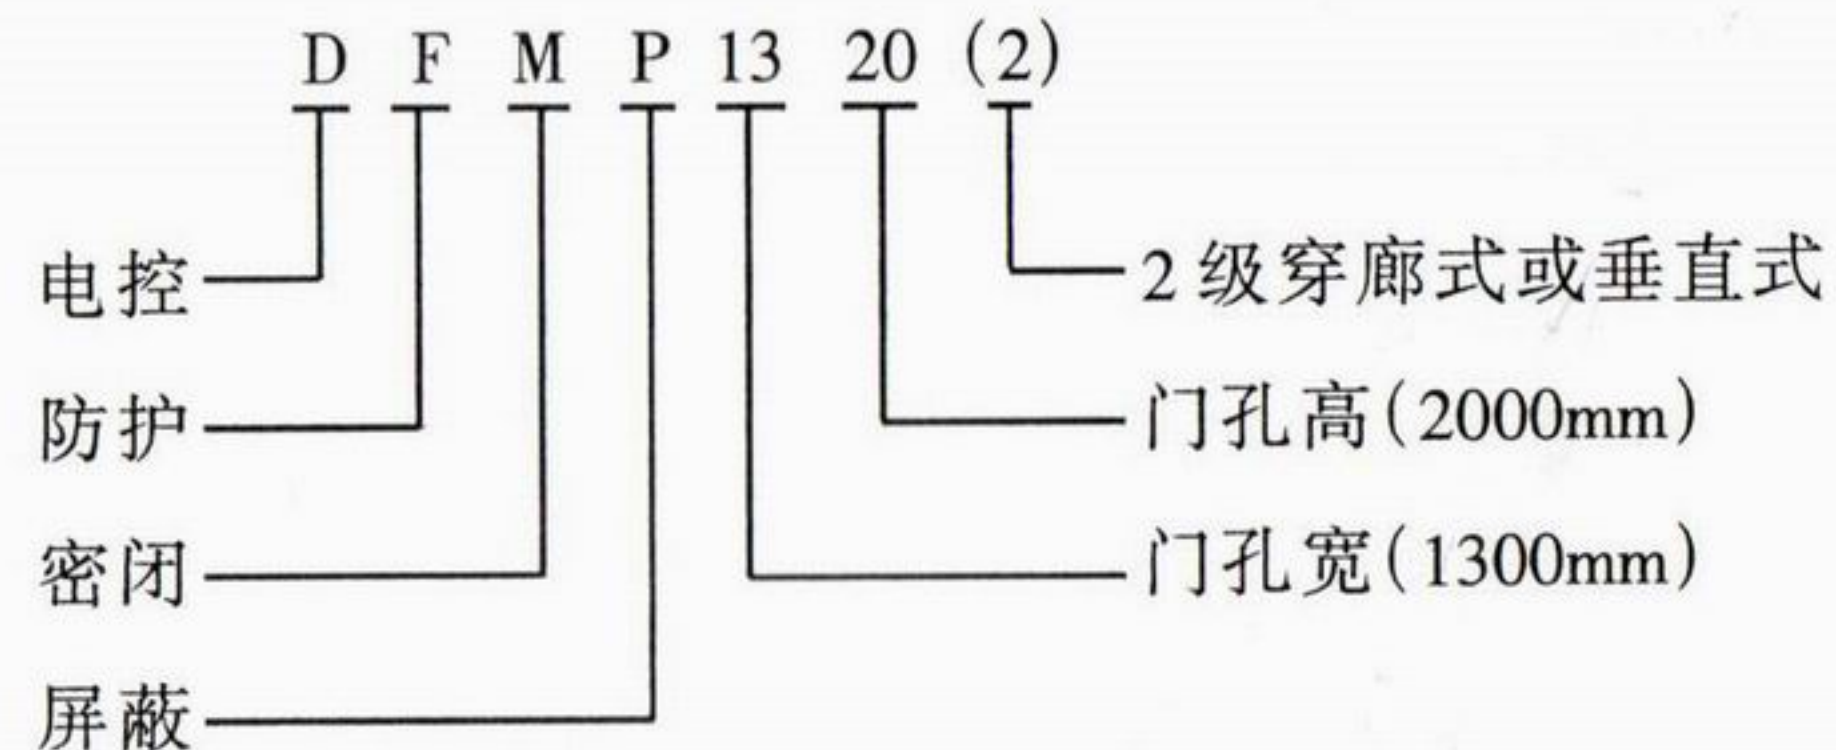 D F M P 13 20 (2)
电控
2级穿廊式或垂直式
防护
门孔高(2000mm)
密闭
门孔宽(1300mm)
屏蔽